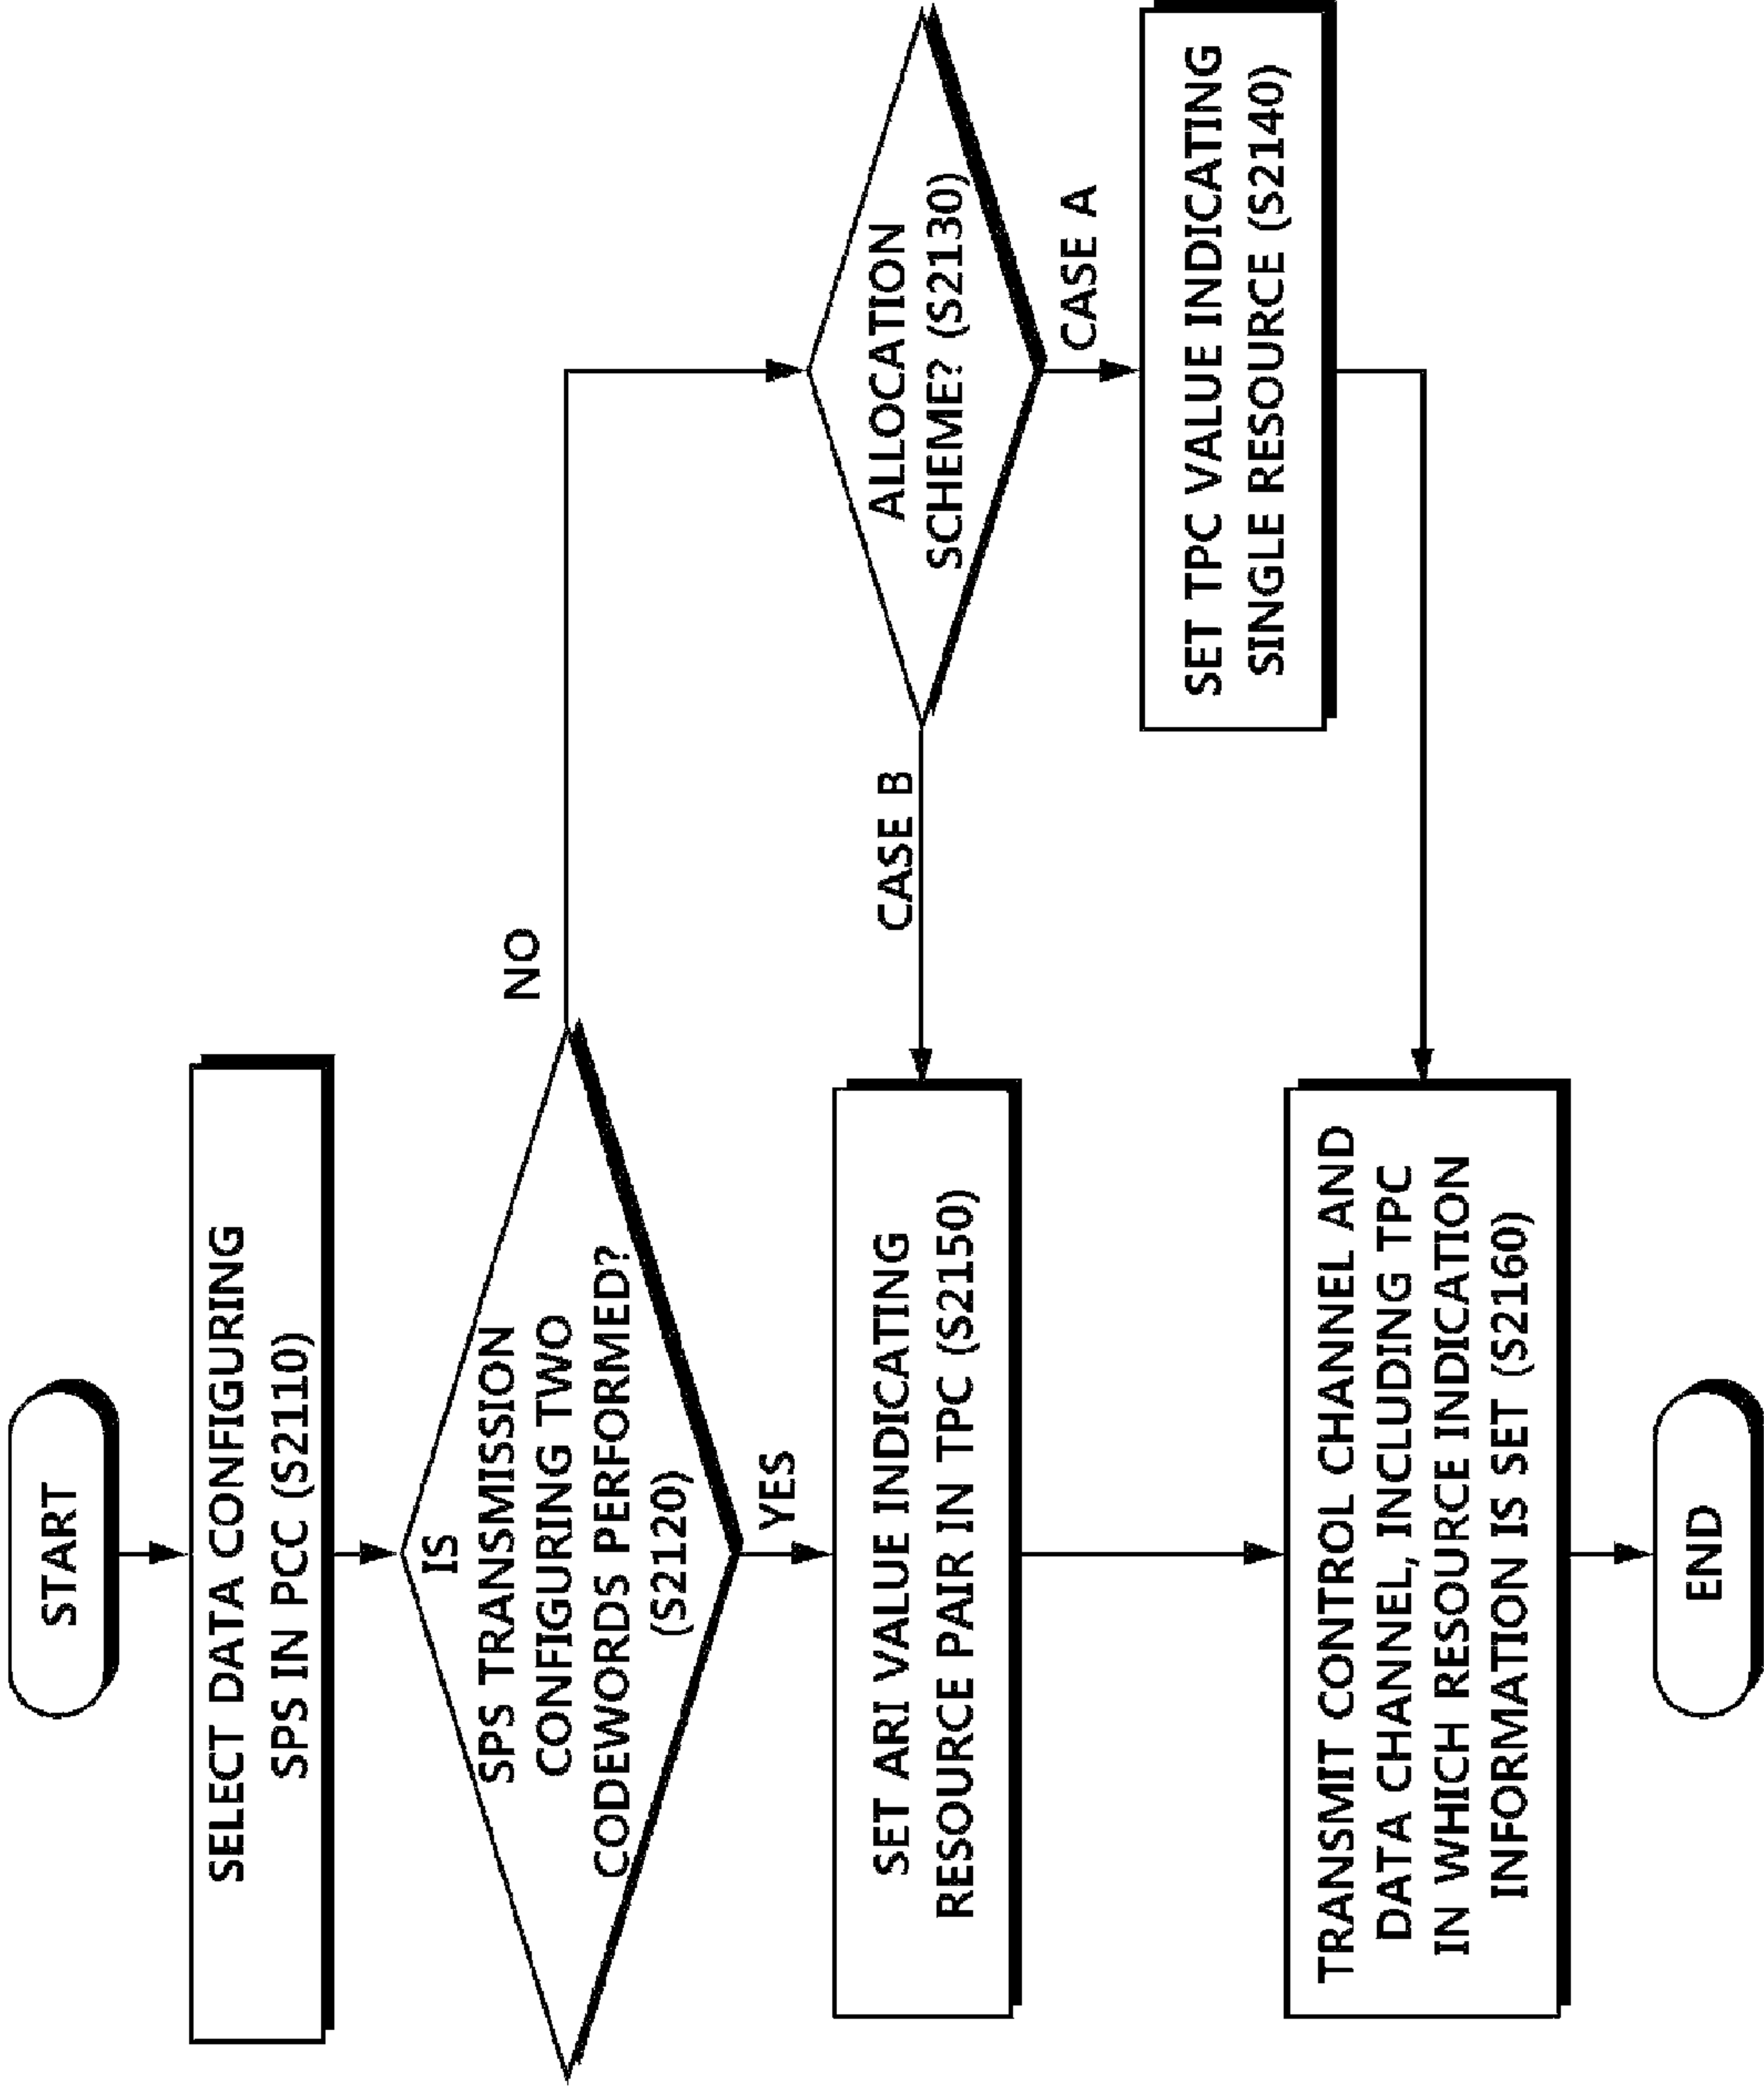 START
SELECT DATA CONFIGURING
SPS IN PCC (S2110)
IS
SPS TRANSMISSION
CONFIGURING TWO
CODEWORDS PERFORMED?
(S2120)
NO
YES
ALLOCATION
SCHEME? (S2130)
CASE B
CASE A
SET TPC VALUE INDICATING
SINGLE RESOURCE (S2140)
SET ARI VALUE INDICATING
RESOURCE PAIR IN TPC (S2150)
TRANSMIT CONTROL CHANNEL AND
DATA CHANNEL, INCLUDING TPC
IN WHICH RESOURCE INDICATION
INFORMATION IS SET (S2160)
END